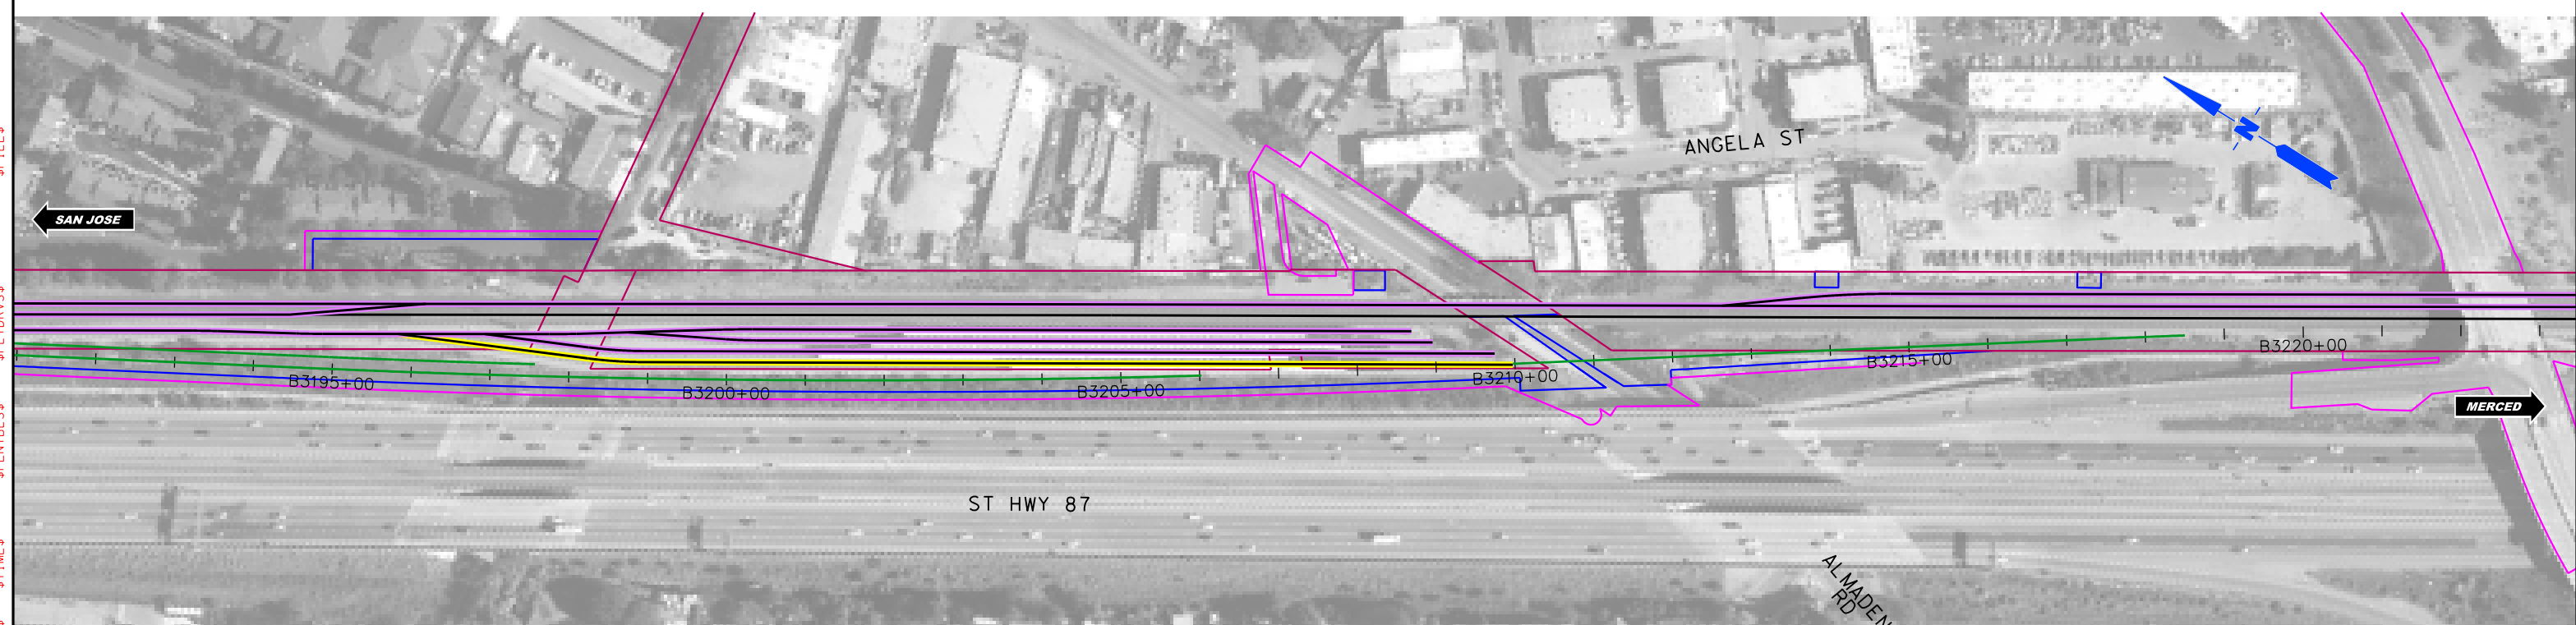 ANGELA ST
N
SAN JOSE
B3195+00
B3200+00
B3205+00
B3210+00
B3215+00
B3220+00
MERCED
ST HWY 87
ALMADEN
RD